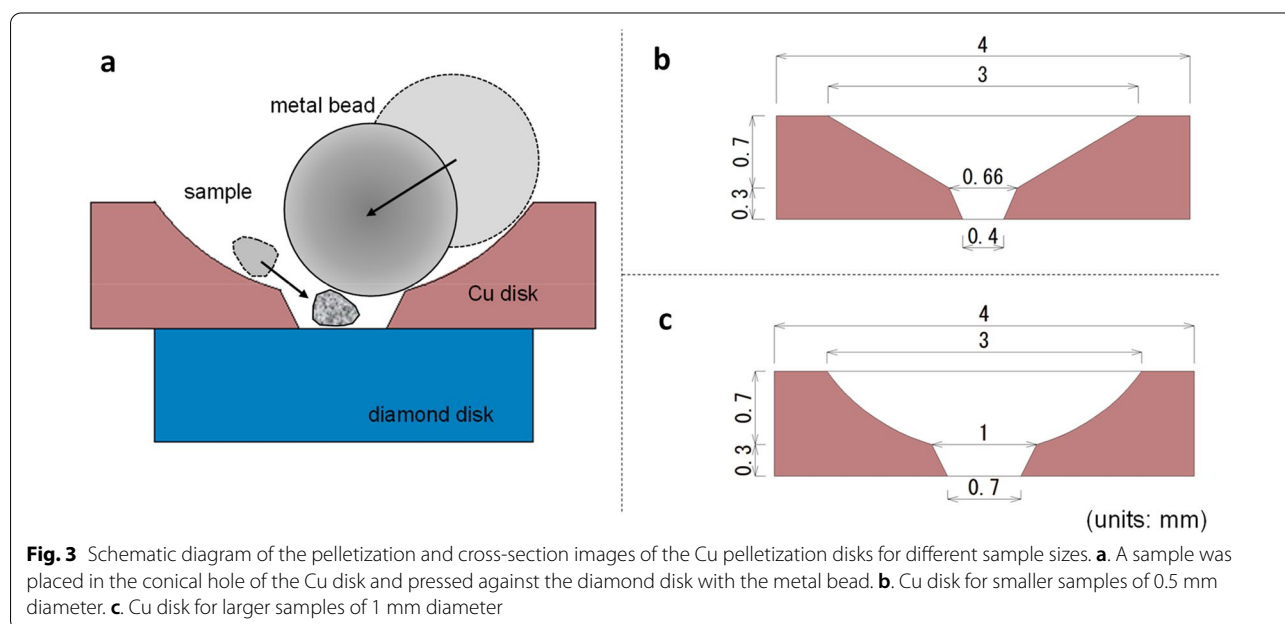 a
metal bead
sample
Cu disk
diamond disk
b
4
3
0.7
0.66
0.3
0.4
c
4
3
0.7
1
0.3
0.7
(units: mm)
Fig. 3 Schematic diagram of the pelletization and cross-section images of the Cu pelletization disks for different sample sizes. a. A sample was
placed in the conical hole of the Cu disk and pressed against the diamond disk with the metal bead. b. Cu disk for smaller samples of 0.5 mm
diameter. c. Cu disk for larger samples of 1 mm diameter